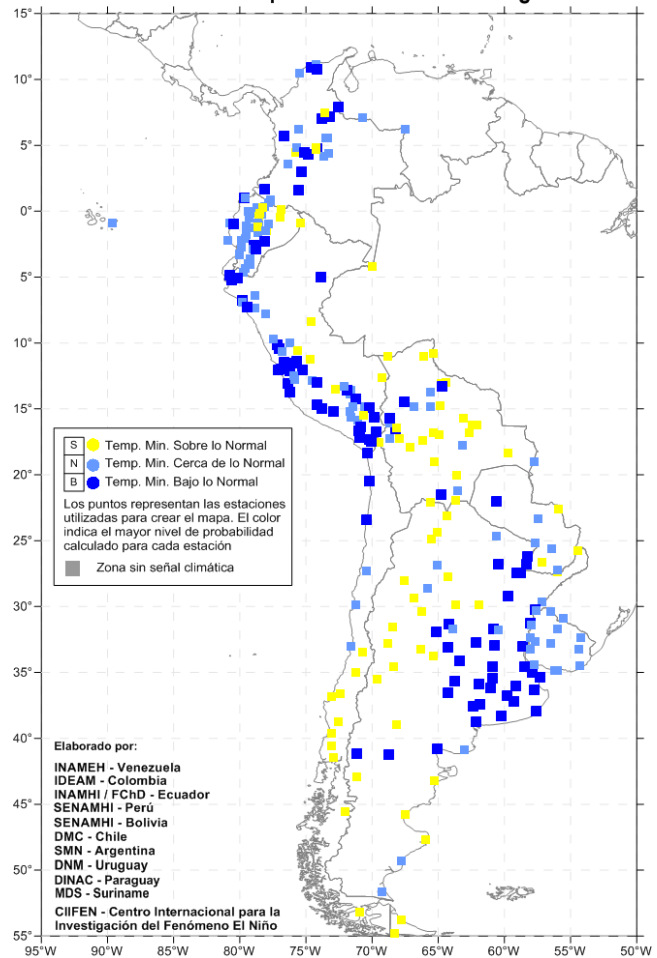 15°
10°
5°
0°
5°
10°
15°
S Temp. Min. Sobre lo Normal
N Temp. Min. Cerca de lo Normal
B Temp. Min. Bajo lo Normal
Los puntos representan las estaciones
utilizadas para crear el mapa. El color
indica el mayor nivel de probabilidad
calculado para cada estación
Zona sin señal climática
20°
25°
30°
35°
40°
45°
50°
55°
Elaborado por:
INAMEH - Venezuela
IDEAM - Colombia
INAMHI / FChD - Ecuador
SENAMHI - Perú
SENAMHI - Bolivia
DMC - Chile
SMN - Argentina
DNM - Uruguay
DINAC - Paraguay
MDS - Suriname
CIIFEN - Centro Internacional para la
Investigación del Fenómeno El Niño
95°W 90°W 85°W 80°W 75°W 70°W 65°W 60°W 55°W 50°W